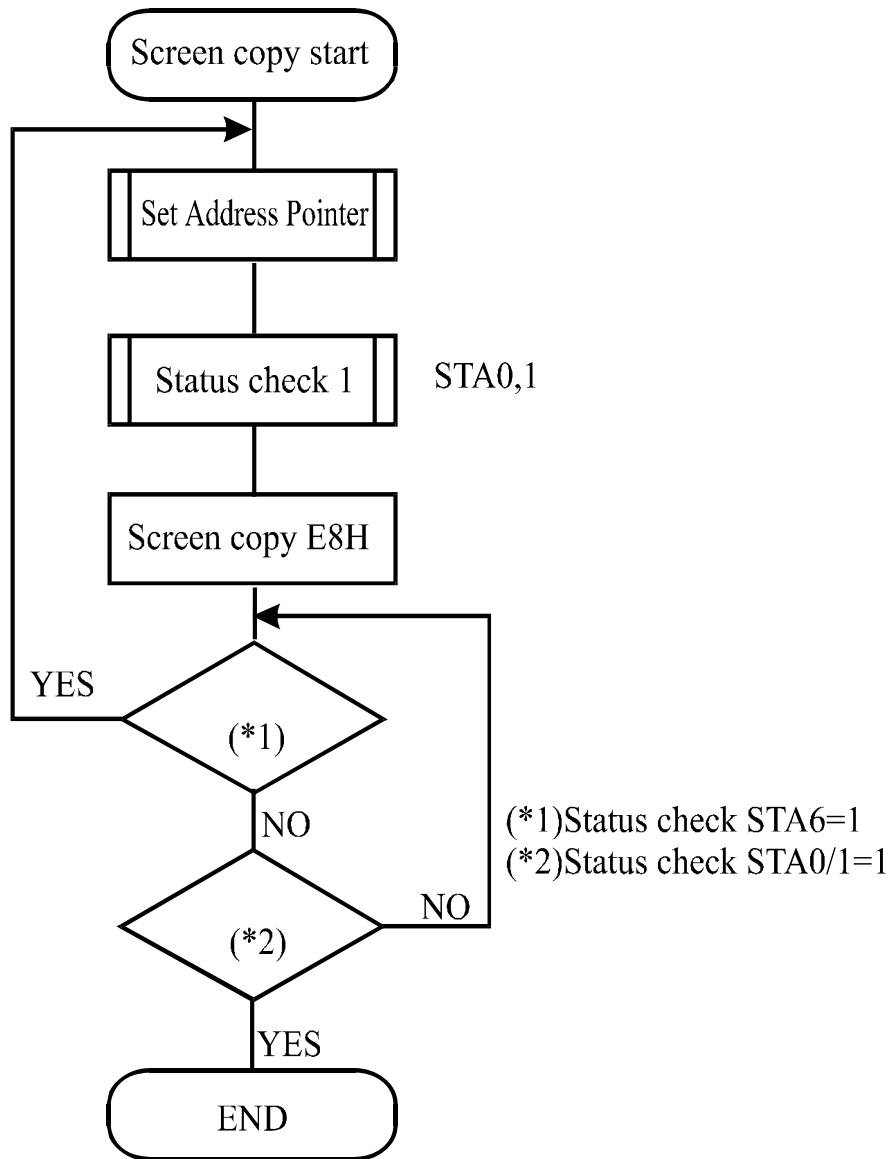 Screen copy start
Set Address Pointer
Status check 1
STA0,1
Screen copy E8H
YES
(*1)
NO
(*1)Status check STA6=1
(*2)Status check STA0/1=1
NO
(*2)
YES
END